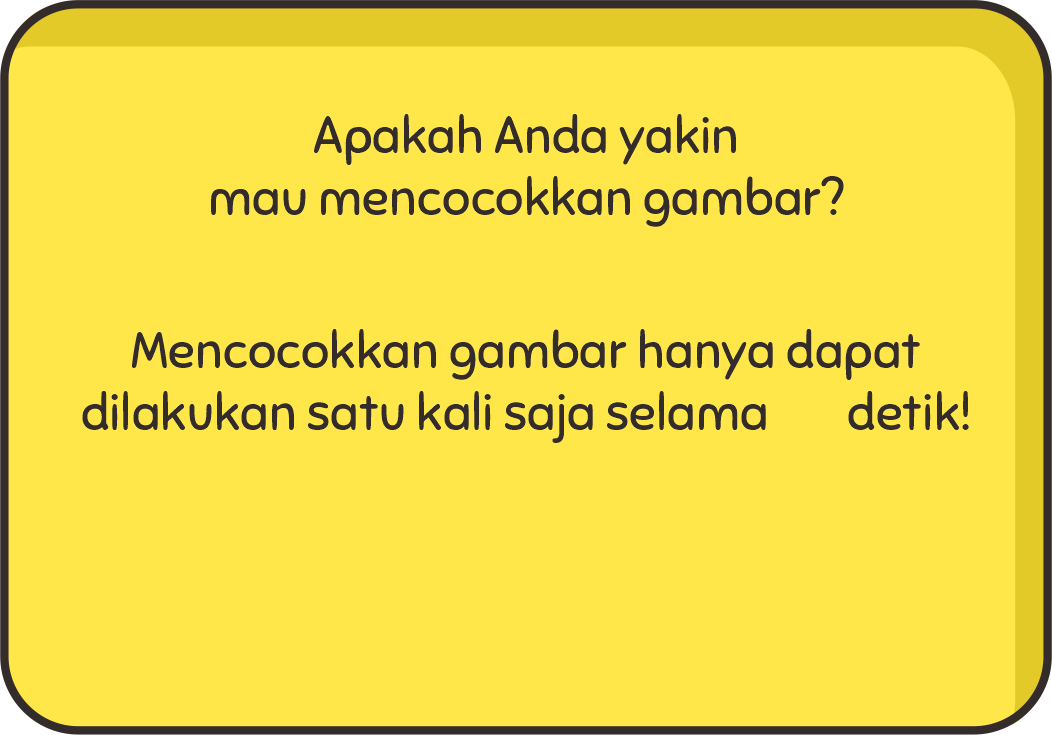 Apakah Anda yakin
mau mencocokkan gambar?
Mencocokkan gambar hanya dapat
dilakukan satu kali saja selama detik!